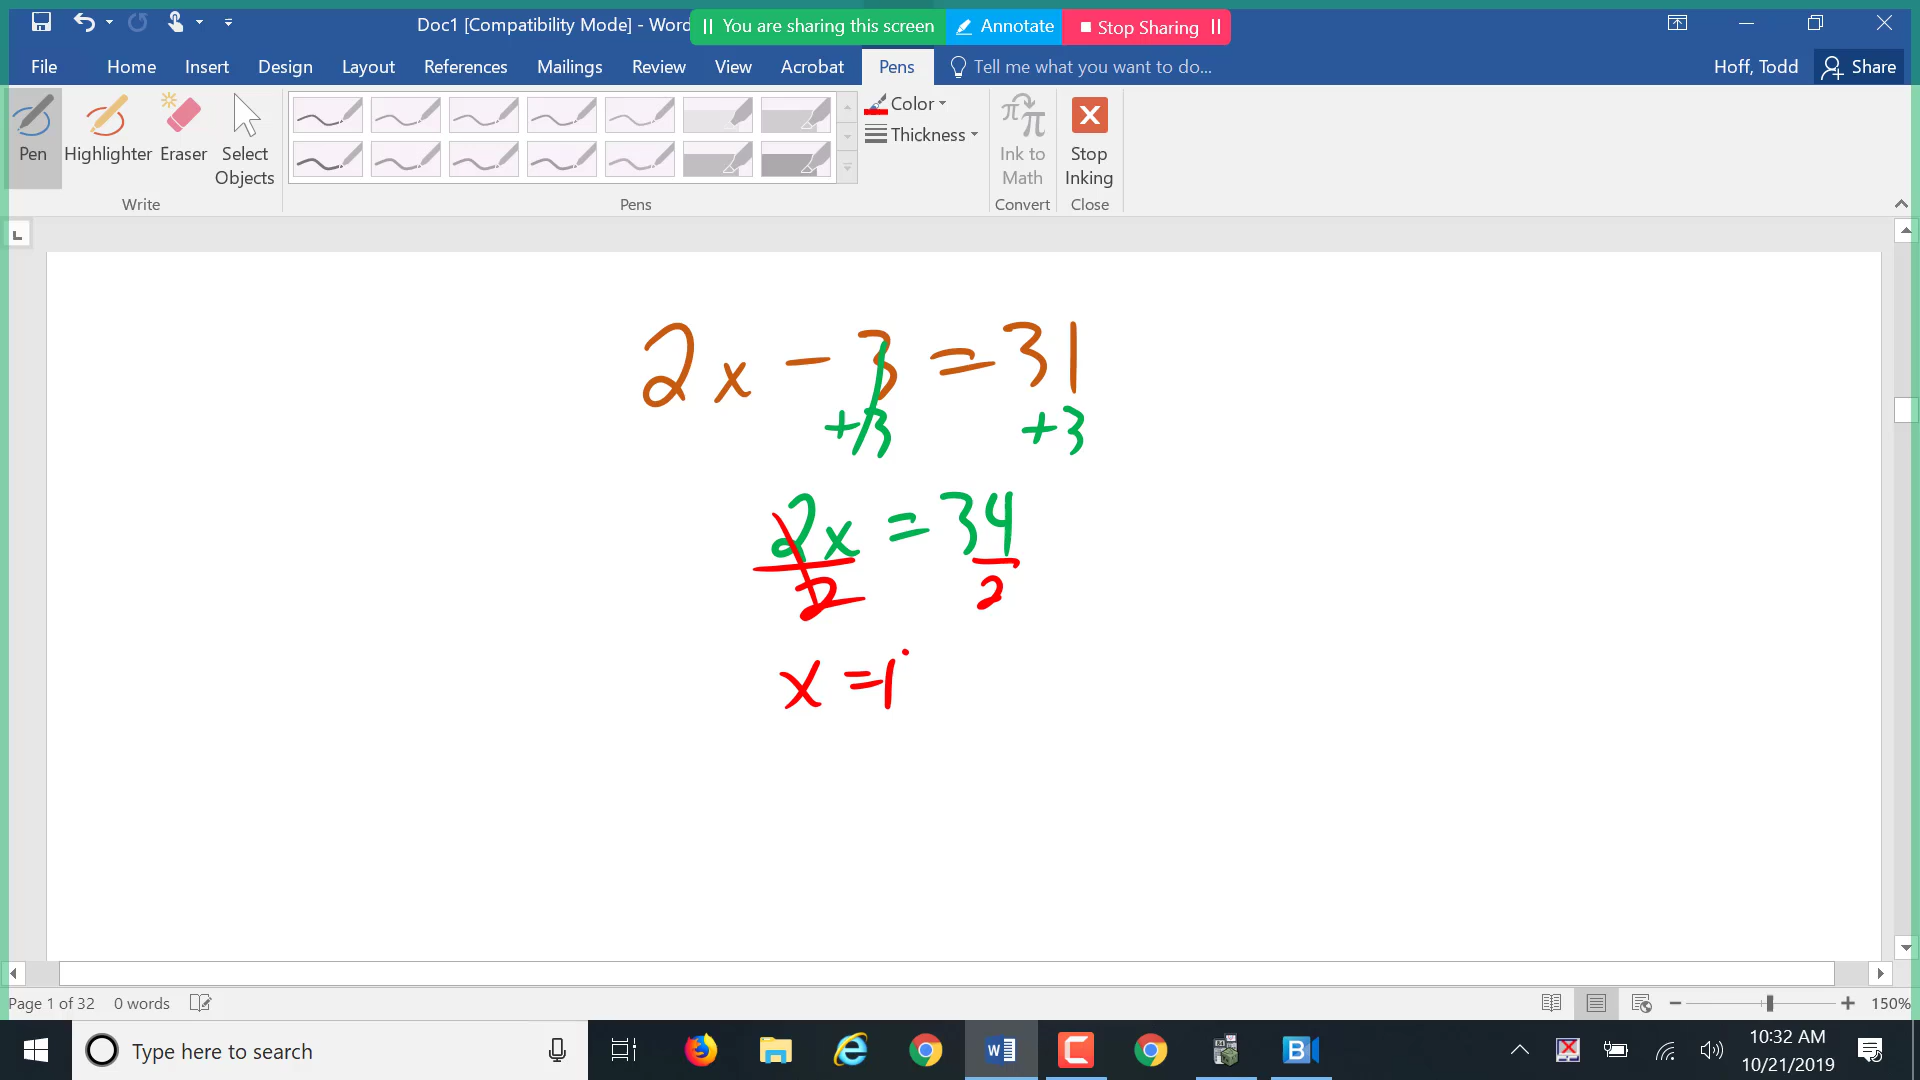 Doc1 [Compatibility Mode] - Word
You are sharing this screen
Annotate
Stop Sharing
File Home Insert Design Layout References Mailings Review View Acrobat Pens Tell me what you want to do... Hoff, Todd Share
Pen
Highlighter
Eraser
Select Objects
Color
Thickness
Ink to Math
Stop Inking
Write
Pens
Convert
Close
2x - 3 = 31
+3 +3
2x = 34
2 2
x = 1
Page 1 of 32 0 words 150%
Type here to search
10:32 AM
10/21/2019